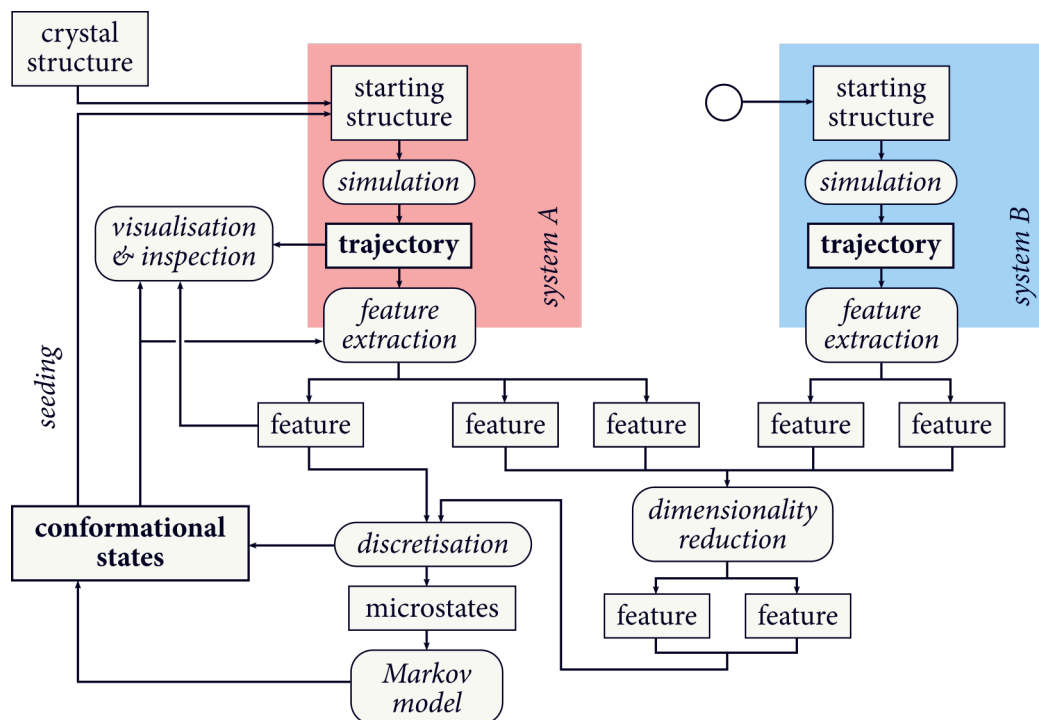 crystal
structure
starting
structure
starting
structure
simulation
simulation
visualisation
& inspection
trajectory
trajectory
system A
system B
feature
extraction
feature
extraction
seeding
feature
feature
feature
feature
feature
conformational
states
discretisation
dimensionality
reduction
microstates
feature
feature
Markov
model